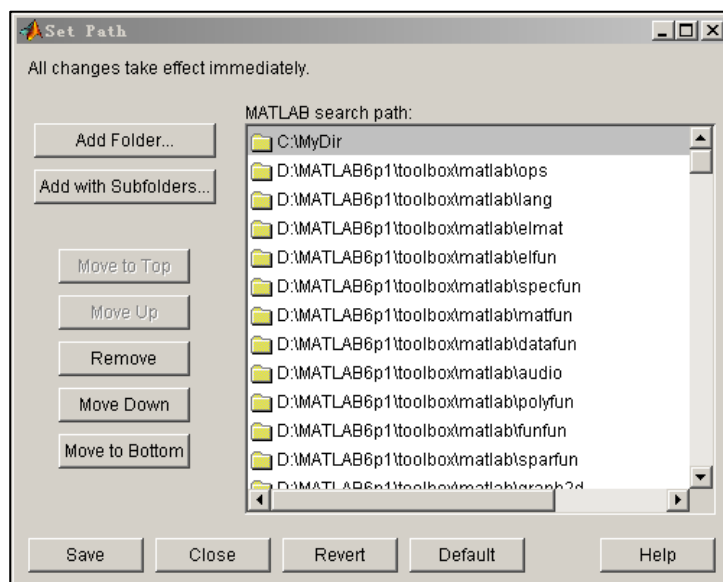 Set Path
All changes take effect immediately.
MATLAB search path:
Add Folder...
Add with Subfolders...
Move to Top
Move Up
Remove
Move Down
Move to Bottom
C:\MyDir
D:\MATLAB6p1\toolbox\matlab\ops
D:\MATLAB6p1\toolbox\matlab\lang
D:\MATLAB6p1\toolbox\matlab\elmat
D:\MATLAB6p1\toolbox\matlab\elfun
D:\MATLAB6p1\toolbox\matlab\specfun
D:\MATLAB6p1\toolbox\matlab\matfun
D:\MATLAB6p1\toolbox\matlab\datafun
D:\MATLAB6p1\toolbox\matlab\audio
D:\MATLAB6p1\toolbox\matlab\polyfun
D:\MATLAB6p1\toolbox\matlab\funfun
D:\MATLAB6p1\toolbox\matlab\sparfun
D:\MATLAB6p1\toolbox\matlab\graph2d
Save
Close
Revert
Default
Help